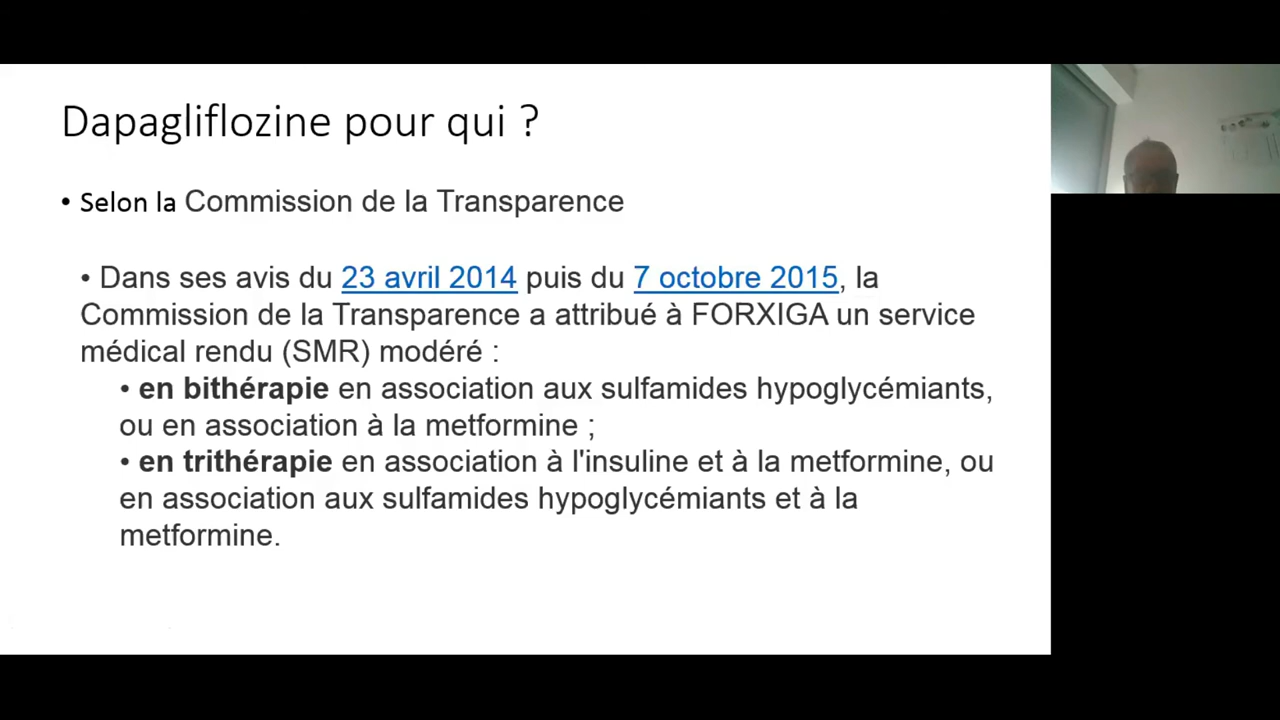 Dapagliflozine pour qui ?
• Selon la Commission de la Transparence
• Dans ses avis du 23 avril 2014 puis du 7 octobre 2015, la
Commission de la Transparence a attribué à FORXIGA un service
médical rendu (SMR) modéré :
• en bithérapie en association aux sulfamides hypoglycémiants,
ou en association à la metformine ;
• en trithérapie en association à l'insuline et à la metformine, ou
en association aux sulfamides hypoglycémiants et à la
metformine.